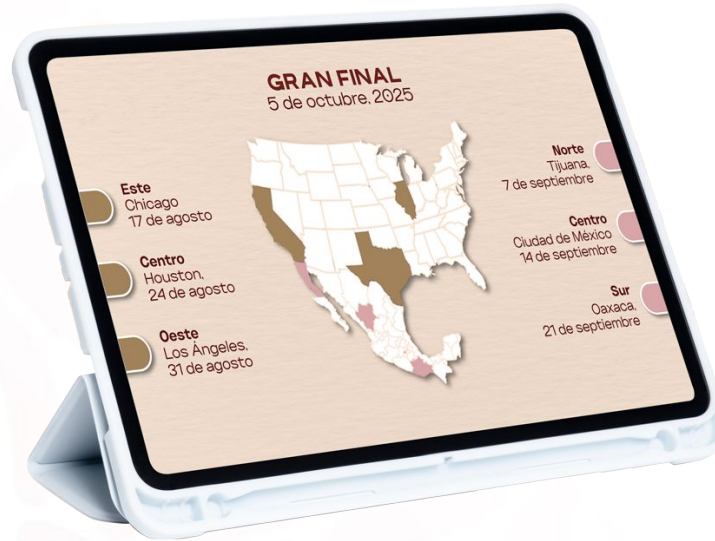 GRAN FINAL
5 de octubre, 2025
Este
Chicago
17 de agosto
Centro
Houston,
24 de agosto
Oeste
Los Ángeles,
31 de agosto
Norte
Tijuana,
7 de septiembre
Centro
Ciudad de México
14 de septiembre
Sur
Oaxaca,
21 de septiembre